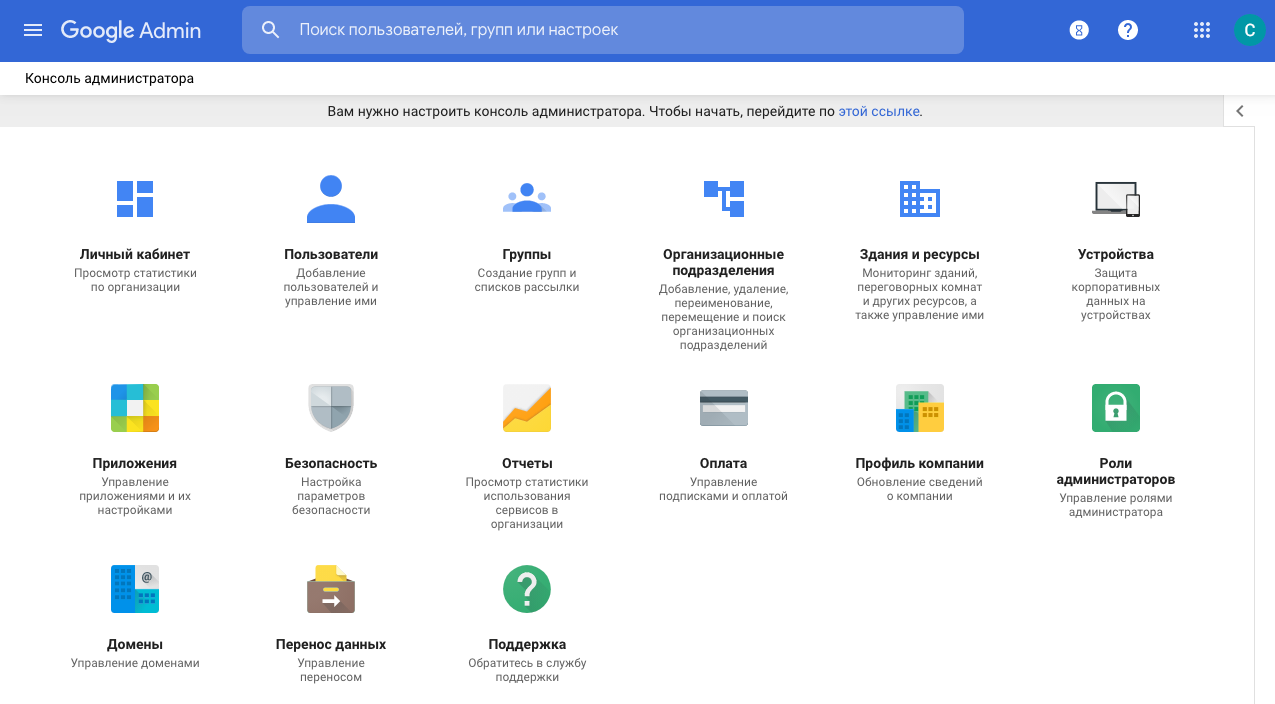 Google Admin
Поиск пользователей, групп или настроек
C
Консоль администратора
Вам нужно настроить консоль администратора. Чтобы начать, перейдите по этой ссылке.
Личный кабинет
Просмотр статистики
по организации
Пользователи
Добавление
пользователей и
управление ими
Группы
Создание групп и
списков рассылки
Организационные
подразделения
Добавление, удаление,
переименование,
перемещение и поиск
организационных
подразделений
Здания и ресурсы
Мониторинг зданий,
переговорных комнат
и других ресурсов, а
также управление ими
Устройства
Защита
корпоративных
данных на
устройствах
Приложения
Управление
приложениями и их
настройками
Безопасность
Настройка
параметров
безопасности
Отчеты
Просмотр статистики
использования
сервисов в
организации
Оплата
Управление
подписками и оплатой
Профиль компании
Обновление сведений
о компании
Роли
администраторов
Управление ролями
администратора
@
Домены
Управление доменами
Перенос данных
Управление
переносом
?
Поддержка
Обратитесь в службу
поддержки